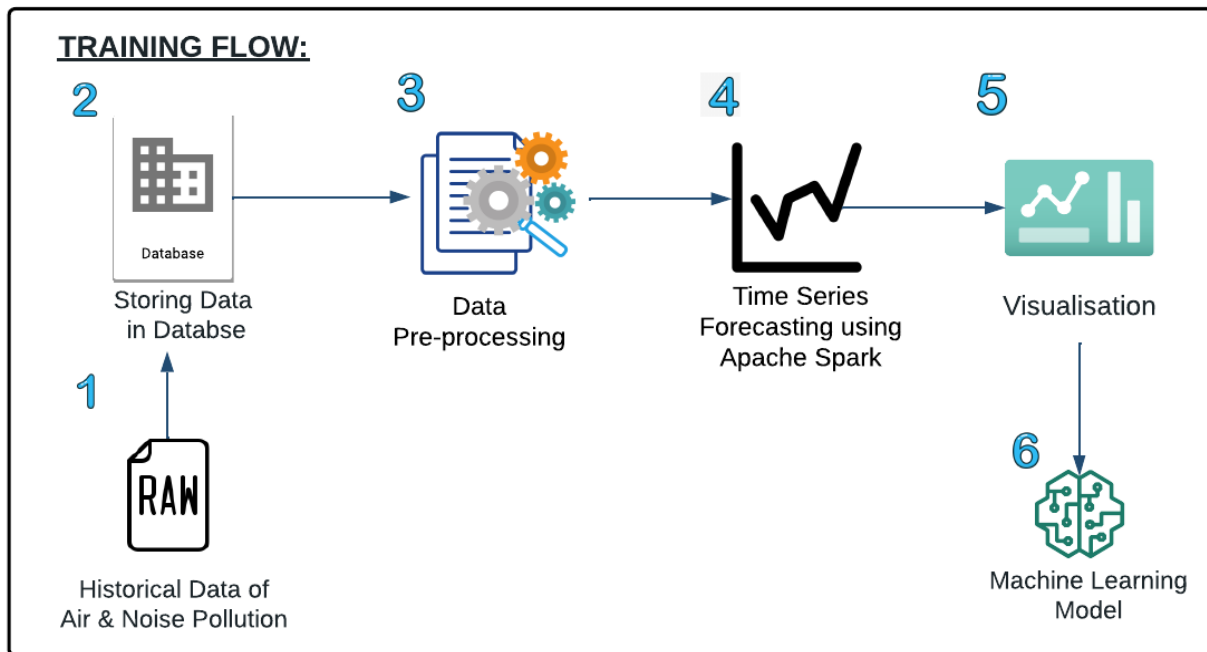 TRAINING FLOW:
2
Database
Storing Data
in Databse
1
RAW
Historical Data of
Air & Noise Pollution
3
Data
Pre-processing
4
Time Series
Forecasting using
Apache Spark
5
Visualisation
6
Machine Learning
Model